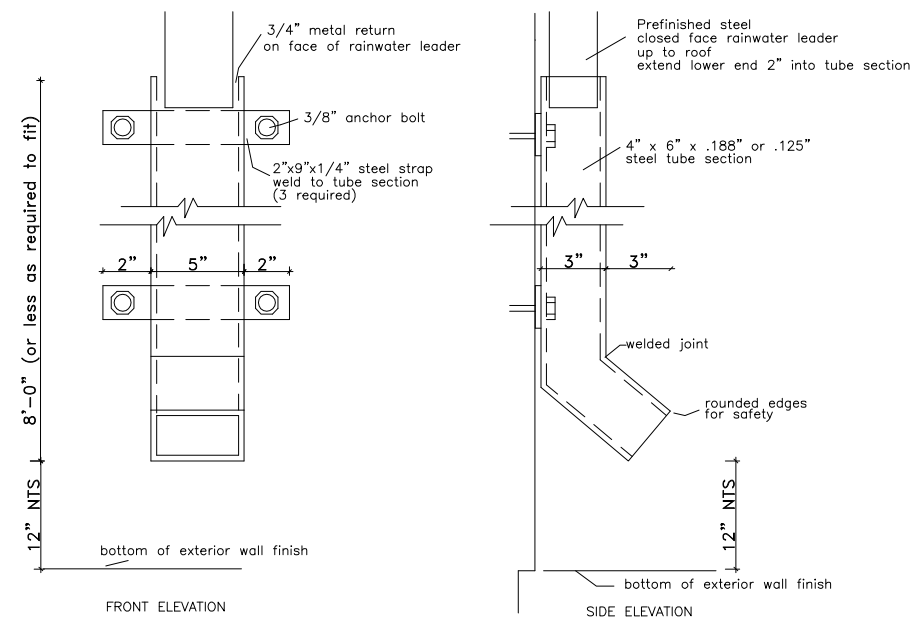 3/4" metal return
on face of rainwater leader
3/8" anchor bolt
2"x9"x1/4" steel strap
weld to tube section
(3 required)
8'-0" (or less as required to fit)
2" 5" 2"
12" NTS
bottom of exterior wall finish
FRONT ELEVATION
Prefinished steel
closed face rainwater leader
up to roof
extend lower end 2" into tube section
4" x 6" x .188" or .125"
steel tube section
3" 3"
welded joint
rounded edges
for safety
12" NTS
bottom of exterior wall finish
SIDE ELEVATION